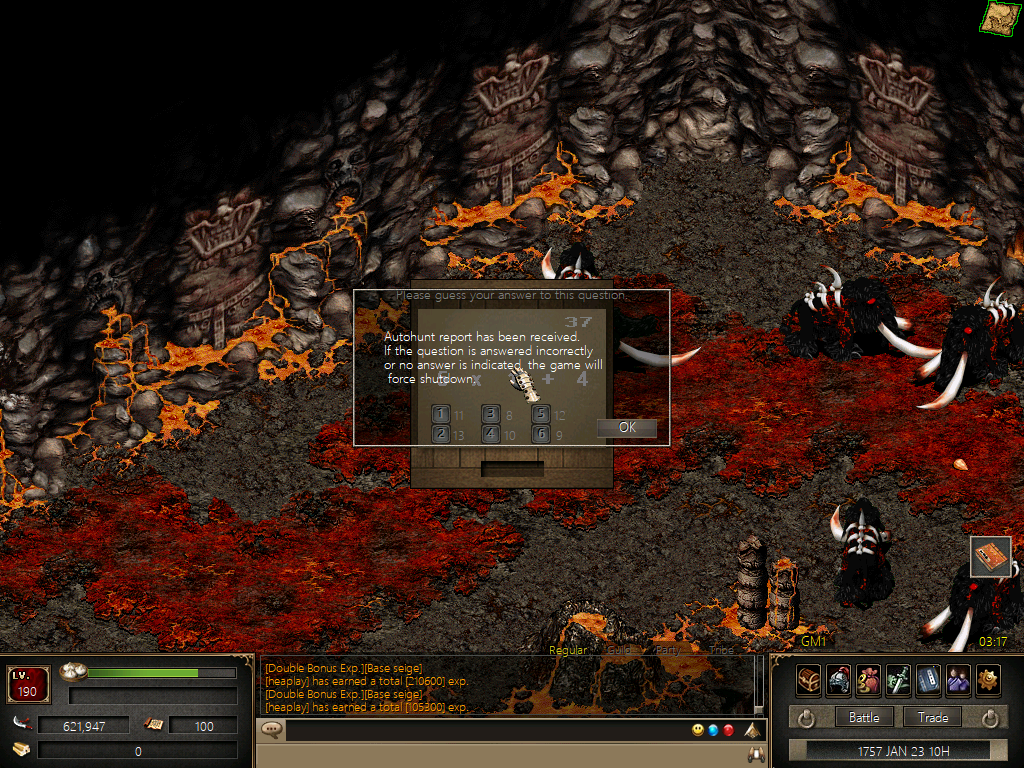 Please guess your answer to this question.
37
Autohunt report has been received.
If the question is answered incorrectly
or no answer is indicated, the game will
force shutdown.
x + 4
1 11 3 8 5 12
2 13 4 10 6 9
OK
GM1 03:17
Regular Guild Party Tribe
LV. 190
[Double Bonus Exp.][Base seige]
[heaplay] has earned a total [210600] exp.
[Double Bonus Exp.][Base seige]
[heaplay] has earned a total [105300] exp.
621,947 100
0
Battle Trade
1757 JAN 23 10H